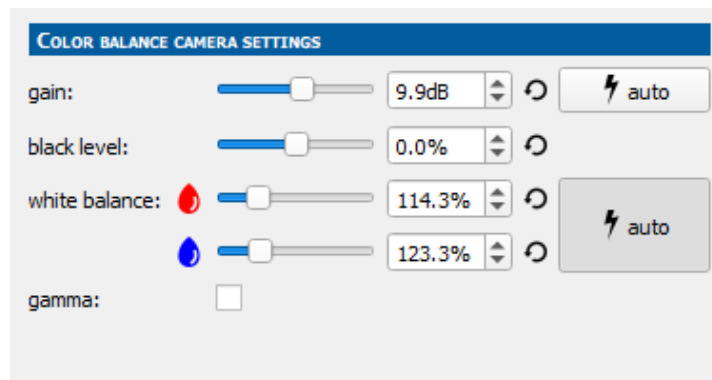 COLOR BALANCE CAMERA SETTINGS
gain: 9.9dB auto
black level: 0.0%
white balance: 114.3%
auto
123.3%
gamma: